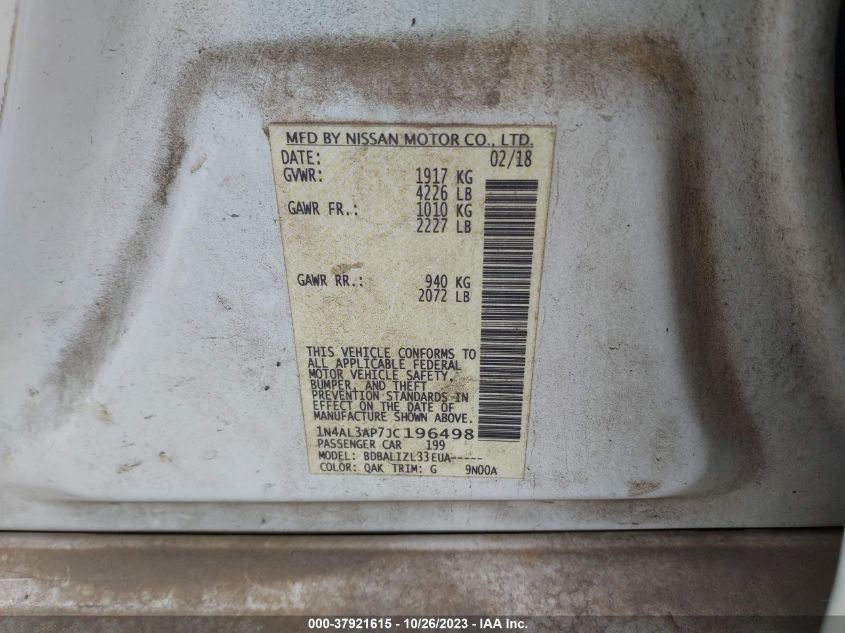 MFD BY NISSAN MOTOR CO., LTD.
DATE: 02/18
GVWR: 1917 KG
4226 LB
GAWR FR.: 1010 KG
2227 LB
GAWR RR.: 940 KG
2072 LB
THIS VEHICLE CONFORMS TO
ALL APPLICABLE FEDERAL
MOTOR VEHICLE SAFETY,
BUMPER, AND THEFT
PREVENTION STANDARDS IN
EFFECT ON THE DATE OF
MANUFACTURE SHOWN ABOVE.
1N4AL3AP7JC196498
PASSENGER CAR 199
MODEL: BDBALIZL33EUA-----
COLOR: QAK TRIM: G 9N00A
000-37921615 - 10/26/2023 - IAA Inc.